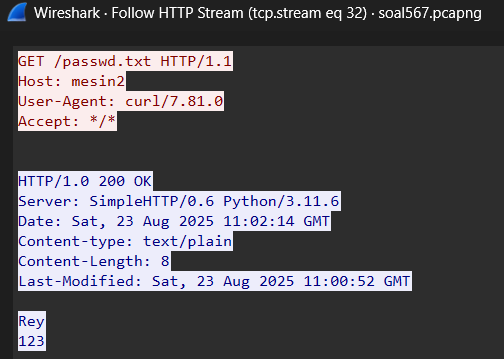 Wireshark · Follow HTTP Stream (tcp.stream eq 32) · soal567.pcapng
GET /passwd.txt HTTP/1.1
Host: mesin2
User-Agent: curl/7.81.0
Accept: */*
HTTP/1.0 200 OK
Server: SimpleHTTP/0.6 Python/3.11.6
Date: Sat, 23 Aug 2025 11:02:14 GMT
Content-type: text/plain
Content-Length: 8
Last-Modified: Sat, 23 Aug 2025 11:00:52 GMT
Rey
123